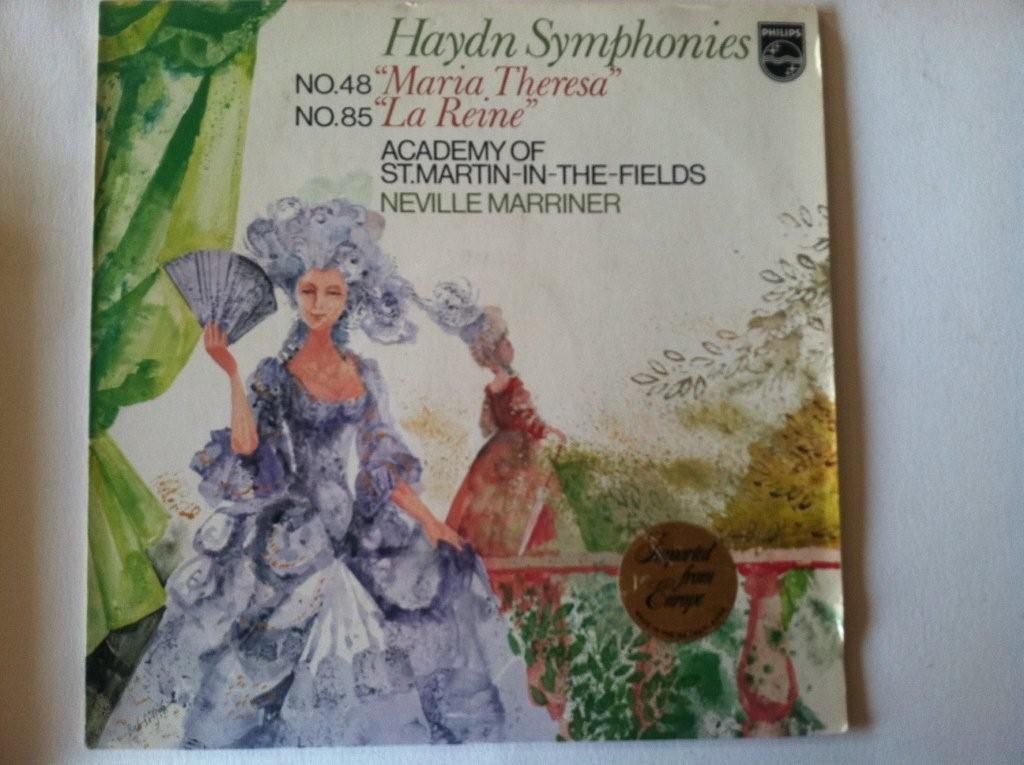 Haydn Symphonies
PHILIPS
NO.48 "Maria Theresa"
NO.85 "La Reine"
ACADEMY OF
ST.MARTIN-IN-THE-FIELDS
NEVILLE MARRINER
Imported
from
Europe